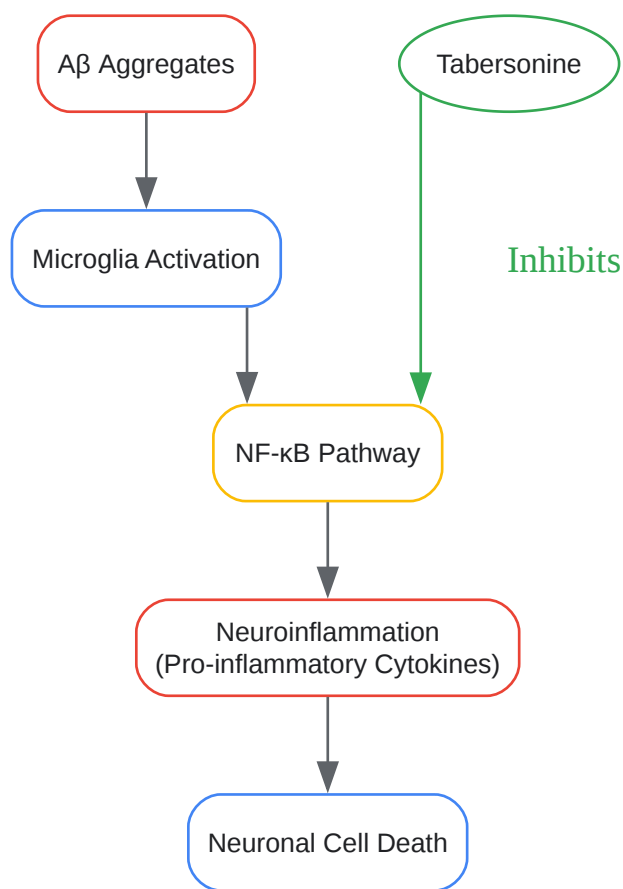 Aβ Aggregates
Tabersonine
Microglia Activation
Inhibits
NF-κB Pathway
Neuroinflammation
(Pro-inflammatory Cytokines)
Neuronal Cell Death